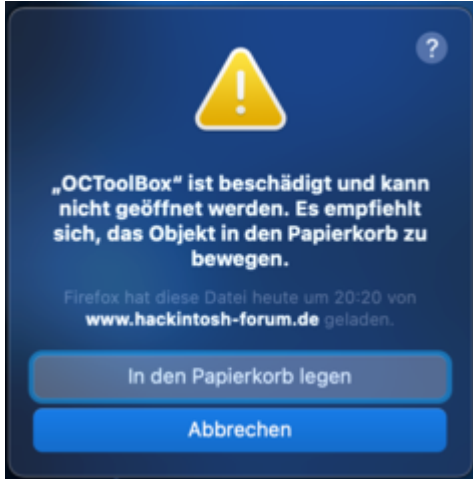 ?
„OCToolBox“ ist beschädigt und kann
nicht geöffnet werden. Es empfiehlt
sich, das Objekt in den Papierkorb zu
bewegen.
Firefox hat diese Datei heute um 20:20 von
www.hackintosh-forum.de geladen.
In den Papierkorb legen
Abbrechen